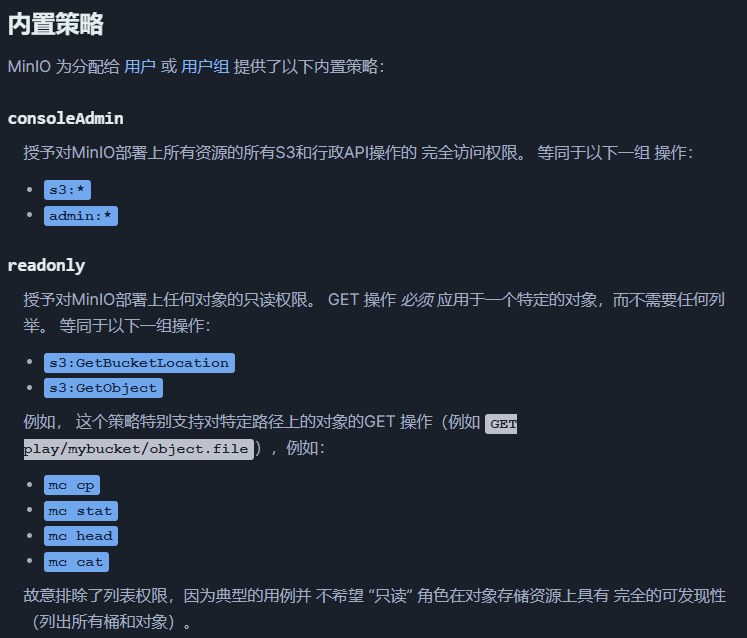 内置策略
MinIO 为分配给 用户 或 用户组 提供了以下内置策略：
consoleAdmin
授予对MinIO部署上所有资源的所有S3和行政API操作的 完全访问权限。 等同于以下一组 操作：
s3:*
admin:*
readonly
授予对MinIO部署上任何对象的只读权限。 GET 操作 必须 应用于一个特定的对象，而不需要任何列
举。 等同于以下一组操作：
s3:GetBucketLocation
s3:GetObject
例如， 这个策略特别支持对特定路径上的对象的GET 操作（例如 GET
play/mybucket/object.file），例如：
mc cp
mc stat
mc head
mc cat
故意排除了列表权限，因为典型的用例并 不希望 “只读” 角色在对象存储资源上具有 完全的可发现性
（列出所有桶和对象）。